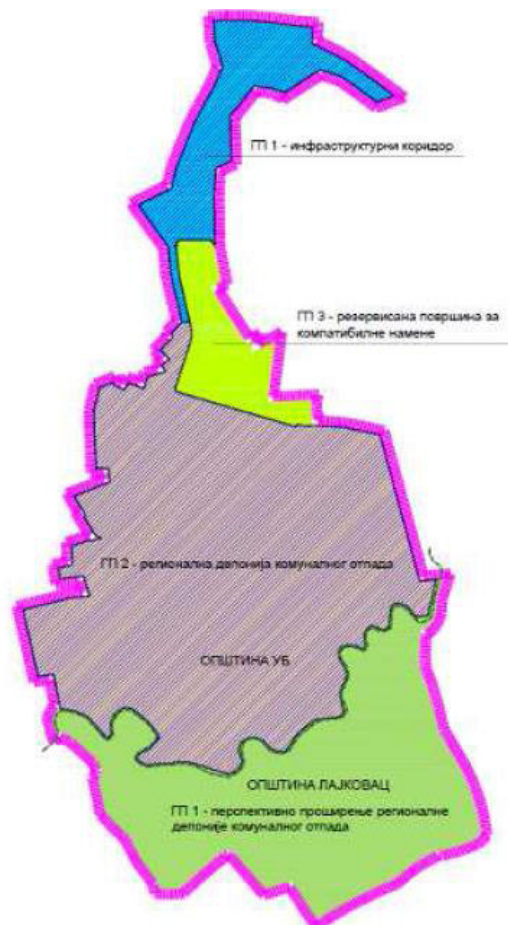 ГП 1 - инфраструктурни коридор
ГП 3 - резервисана површина за
компатибилне намене
ГП 2 - регионална депонија комуналног отпада
ОПШТИНА УБ
ОПШТИНА ЛАЈКОВАЦ
ГП 1 - перспективно проширење регионалне
депоније комуналног отпада